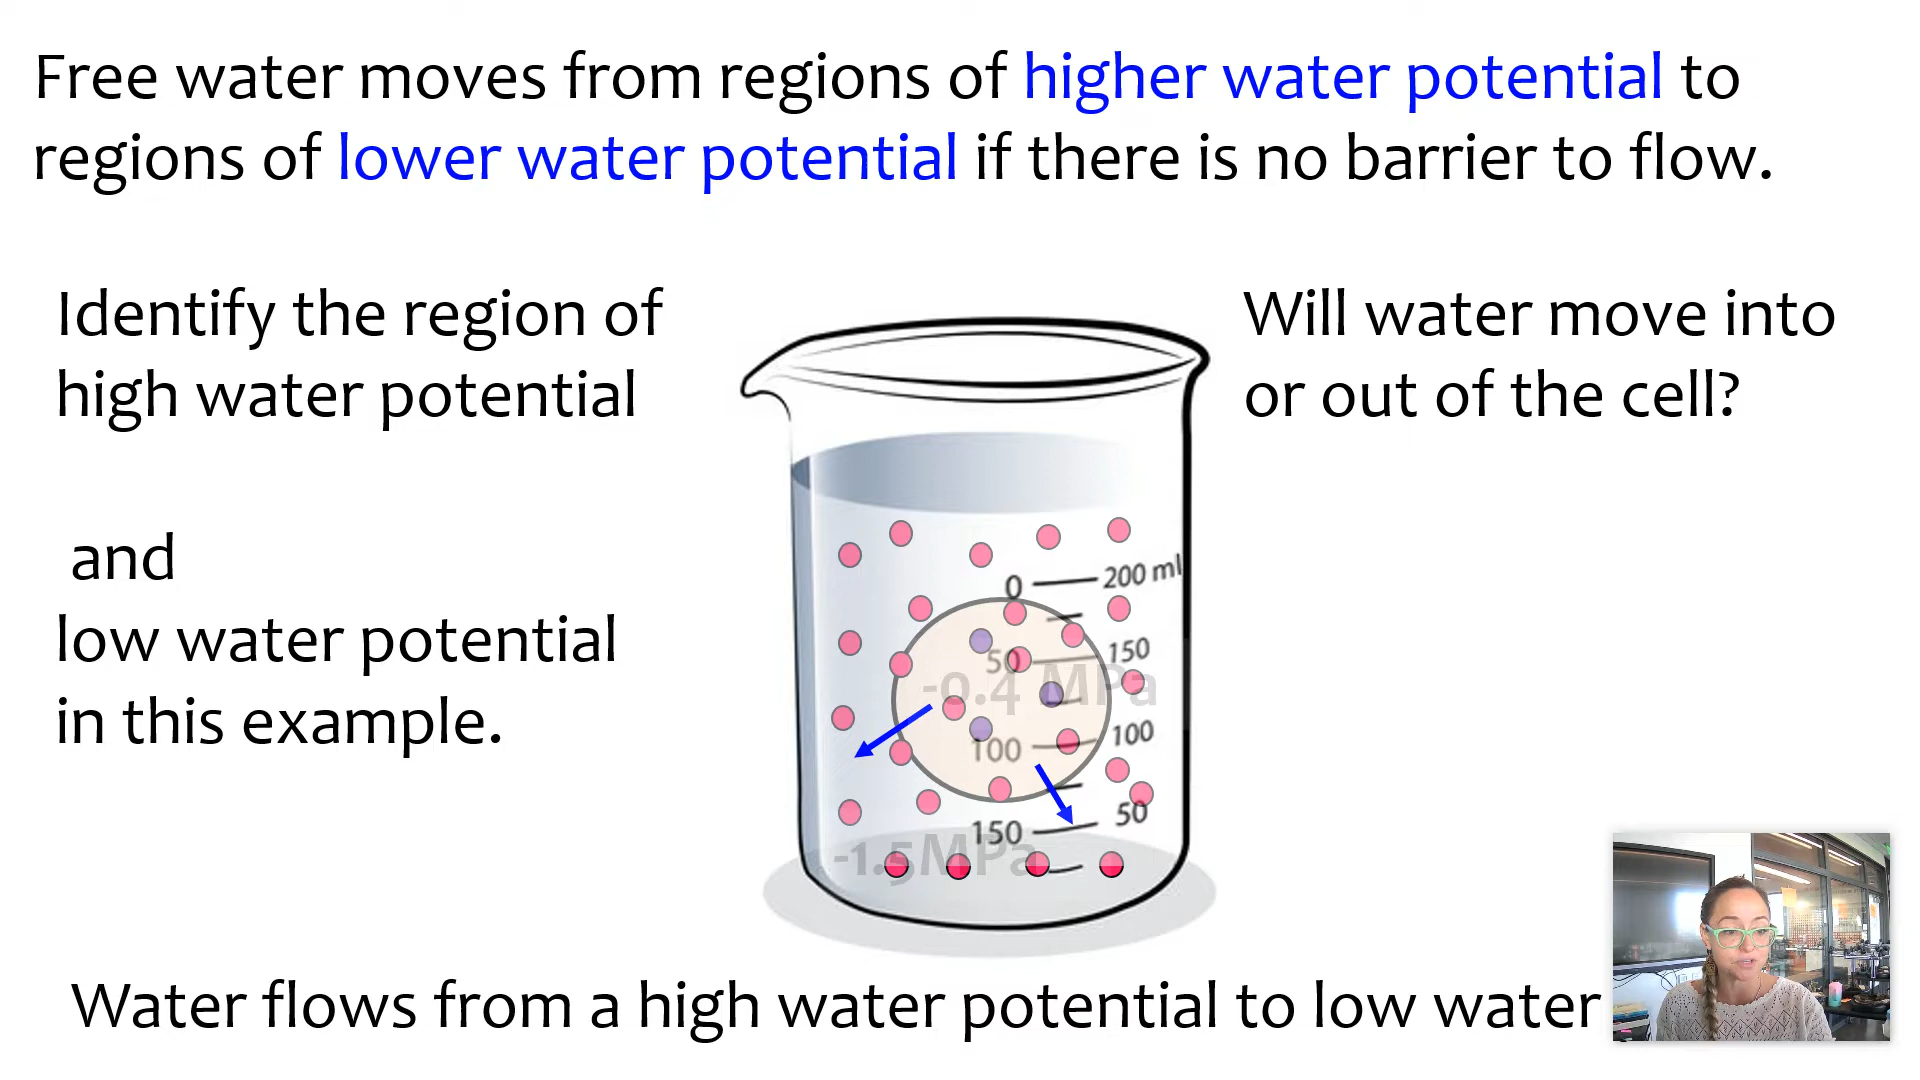 Free water moves from regions of higher water potential to
regions of lower water potential if there is no barrier to flow.
Identify the region of
high water potential
and
low water potential
in this example.
Will water move into
or out of the cell?
0 200 ml
50 150
-0.4 MPa
100 100
50
150
-1.5MPa
Water flows from a high water potential to low water